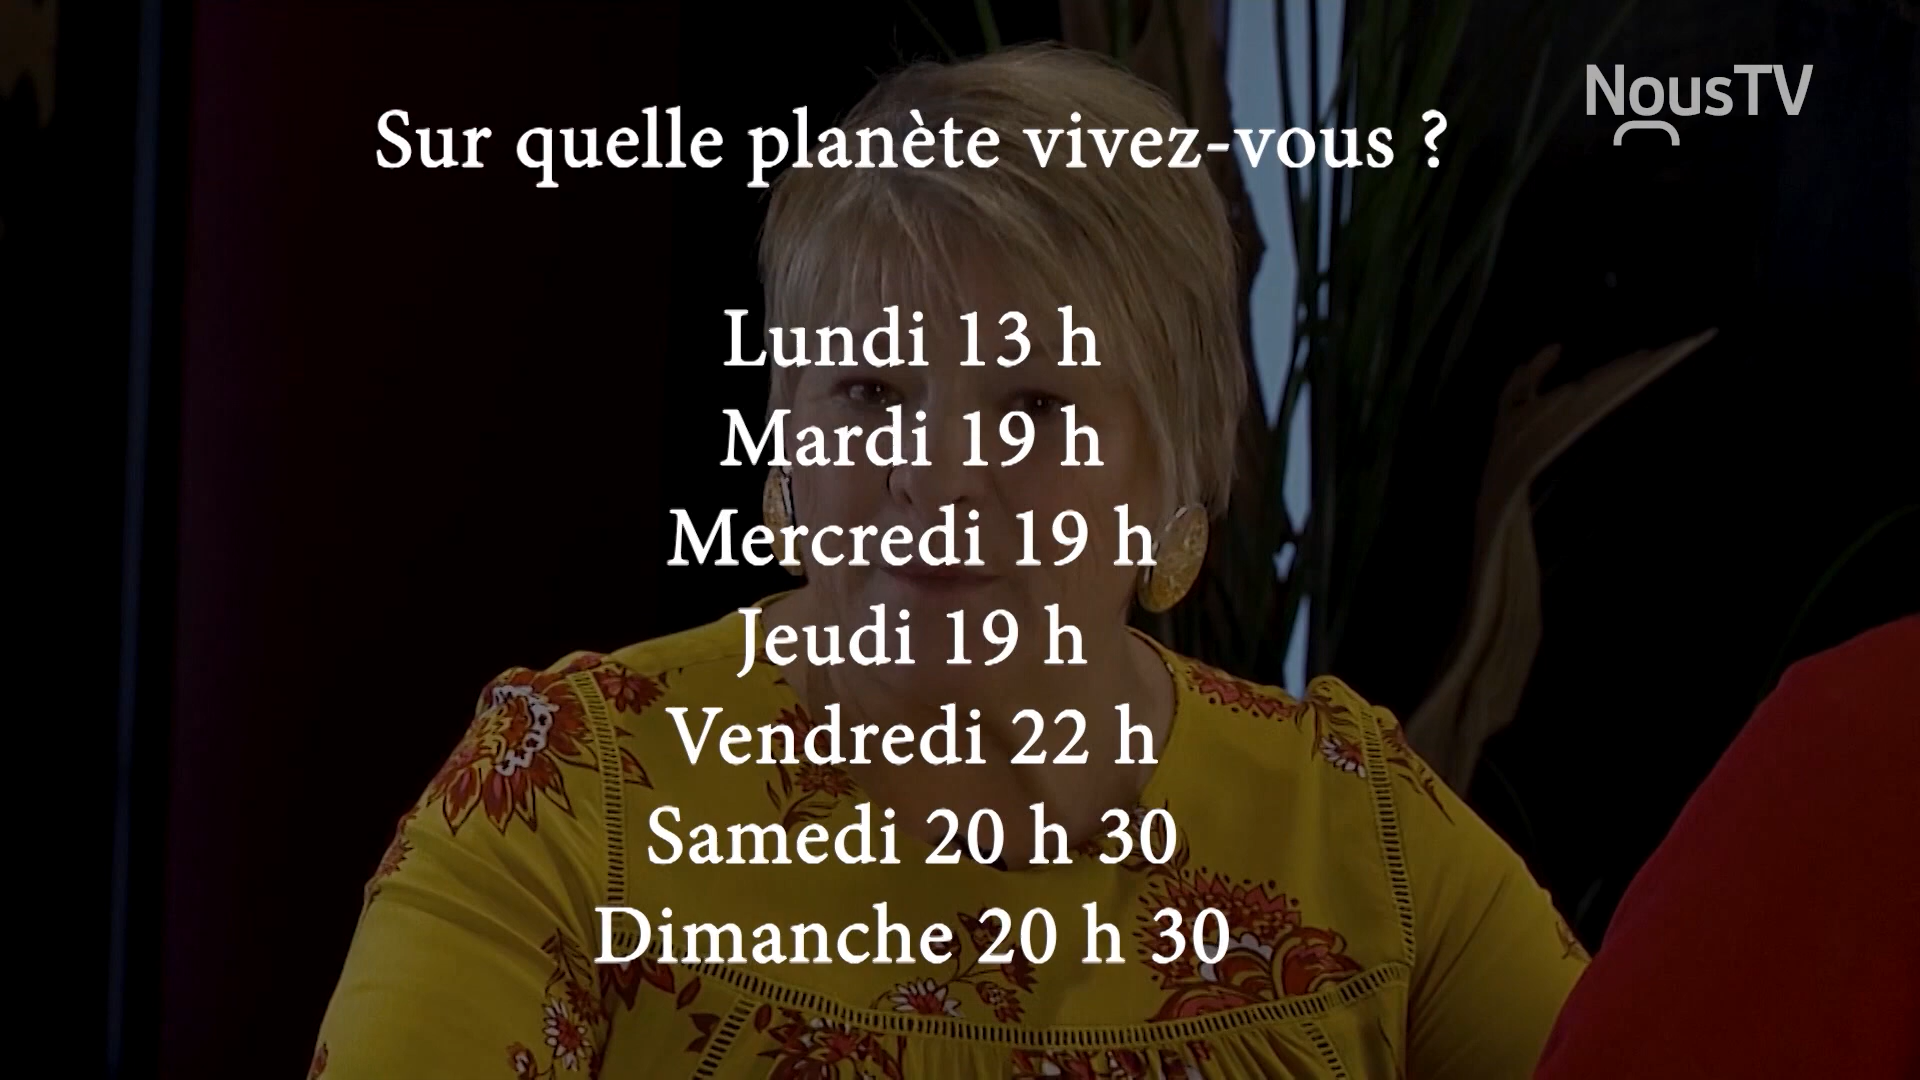 NousTV
Sur quelle planète vivez-vous ?
Lundi 13 h
Mardi 19 h
Mercredi 19 h
Jeudi 19 h
Vendredi 22 h
Samedi 20 h 30
Dimanche 20 h 30